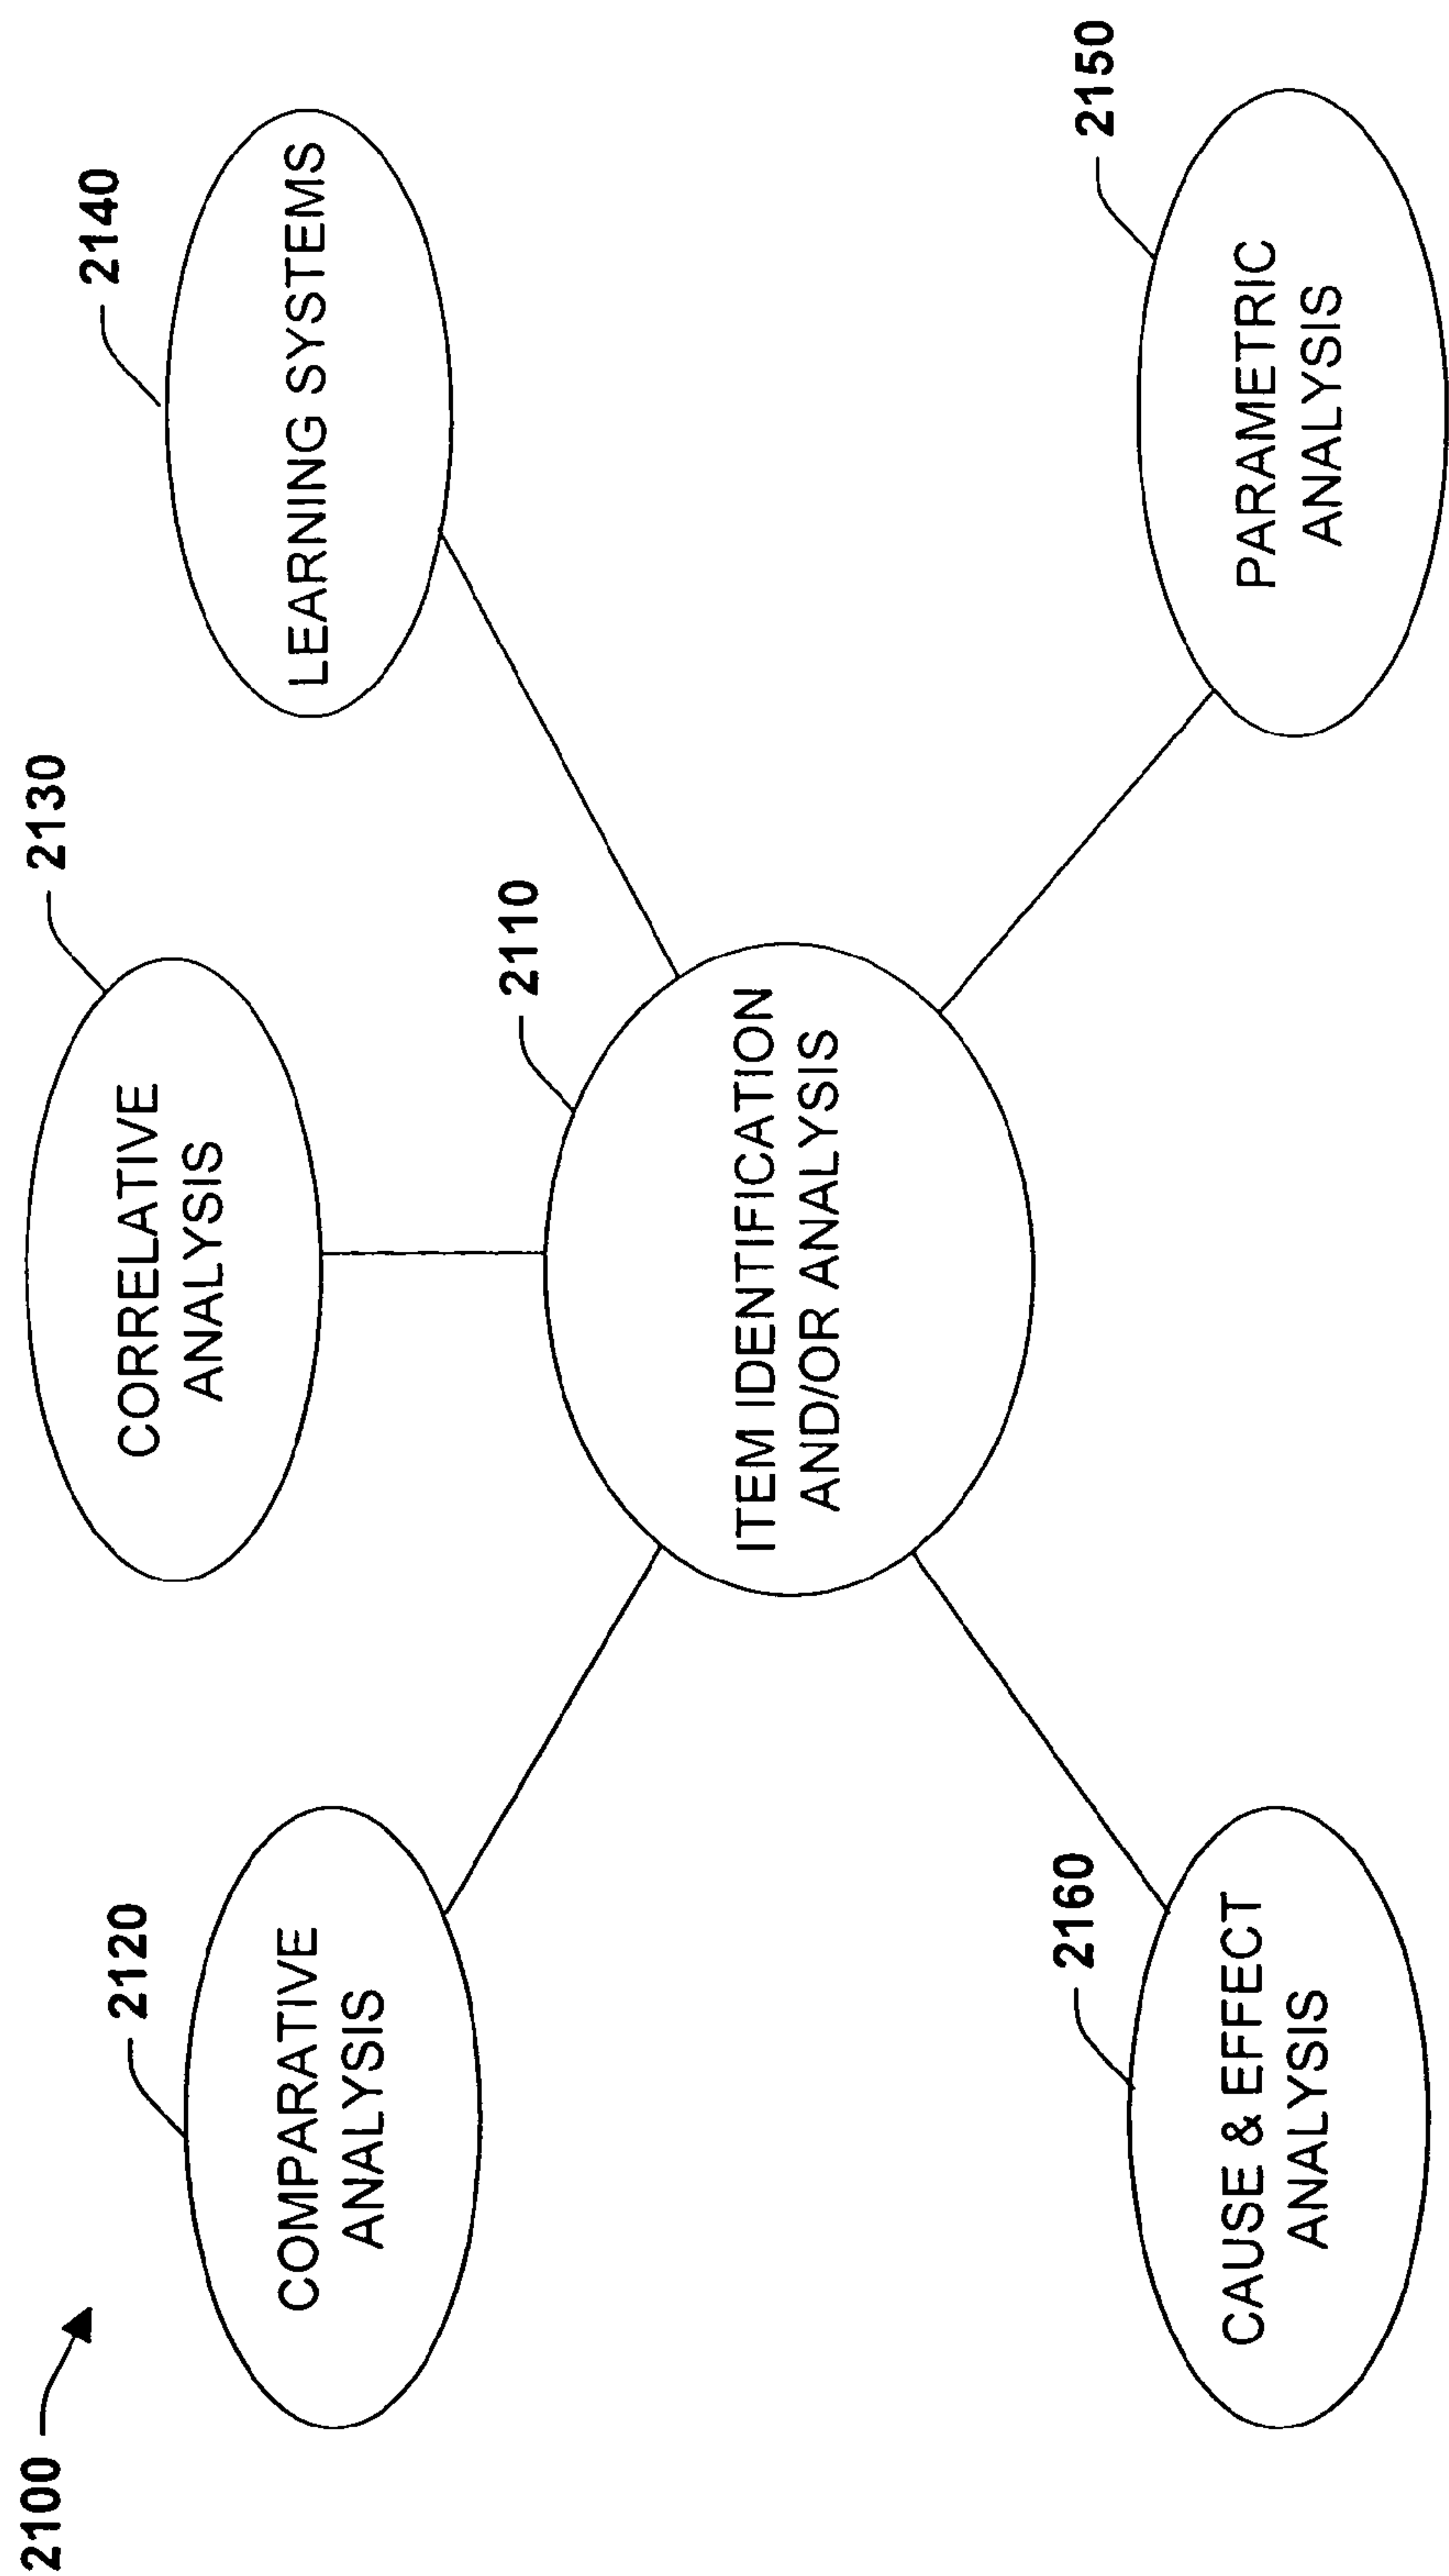 2100
2120
COMPARATIVE
ANALYSIS
2130
CORRELATIVE
ANALYSIS
2140
LEARNING SYSTEMS
2110
ITEM IDENTIFICATION
AND/OR ANALYSIS
2160
CAUSE & EFFECT
ANALYSIS
2150
PARAMETRIC
ANALYSIS